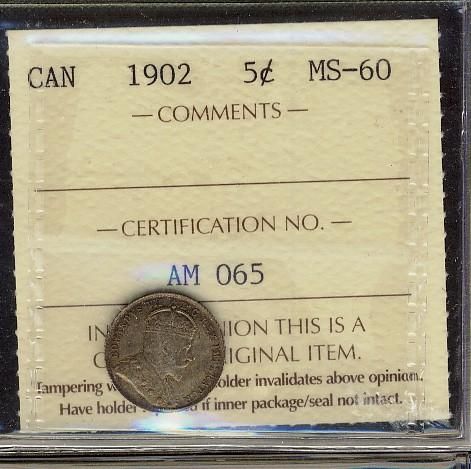 CAN 1902 5¢ MS-60
— COMMENTS —
— CERTIFICATION NO. —
AM 065
IN ION THIS IS A
IGINAL ITEM.
Tampering older invalidates above opinion.
Have holder if inner package/seal not intact.